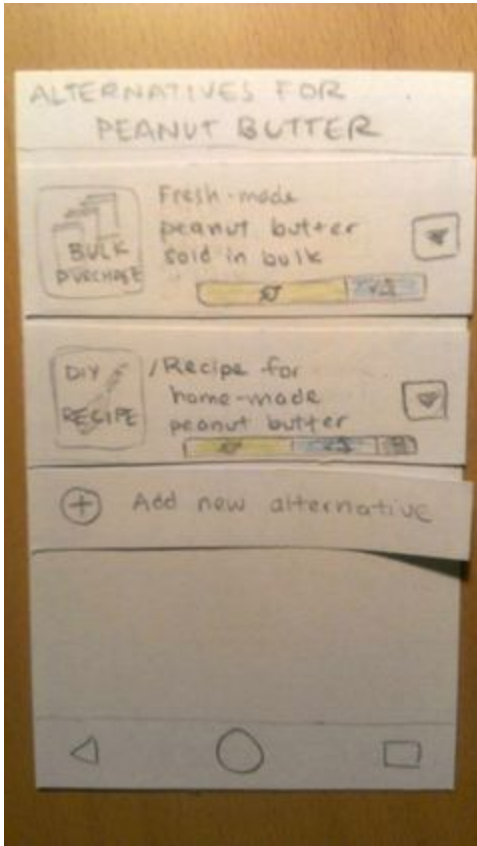 ALTERNATIVES FOR
PEANUT BUTTER
BULK
PURCHASE
Fresh-made
peanut butter
sold in bulk
DIY
RECIPE
Recipe for
home-made
peanut butter
Add new alternative